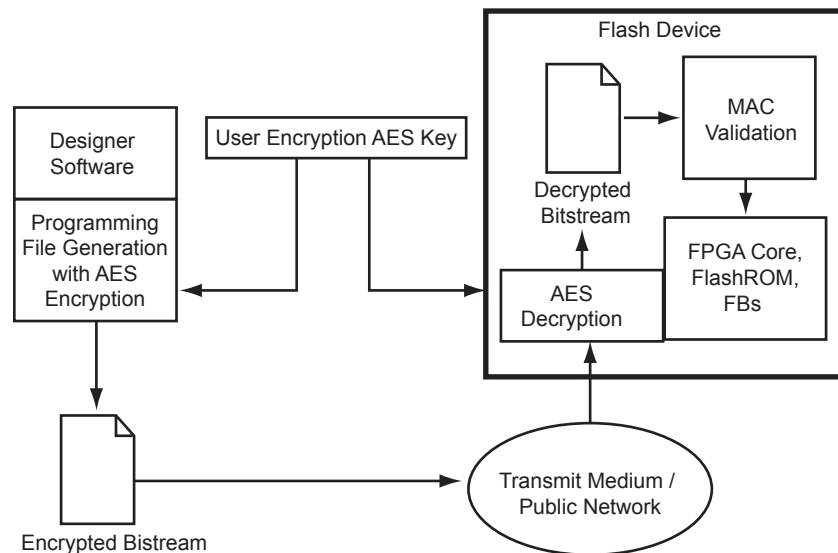 Flash Device
MAC
Validation
Designer
Software
User Encryption AES Key
Decrypted
Bitstream
Programming
File Generation
with AES
Encryption
FPGA Core,
FlashROM,
FBs
AES
Decryption
Transmit Medium /
Public Network
Encrypted Bistream